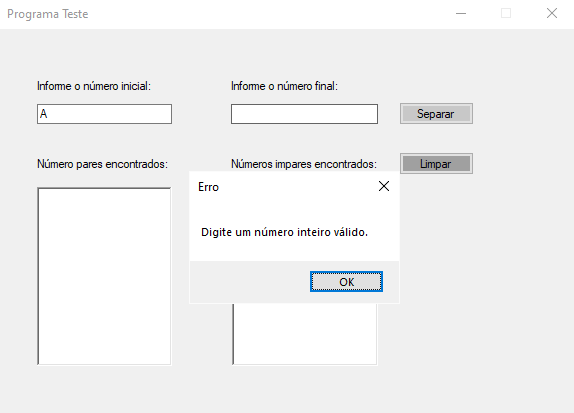 Programa Teste
Informe o número inicial:
Informe o número final:
A
Separar
Número pares encontrados:
Números impares encontrados:
Limpar
Erro
Digite um número inteiro válido.
OK